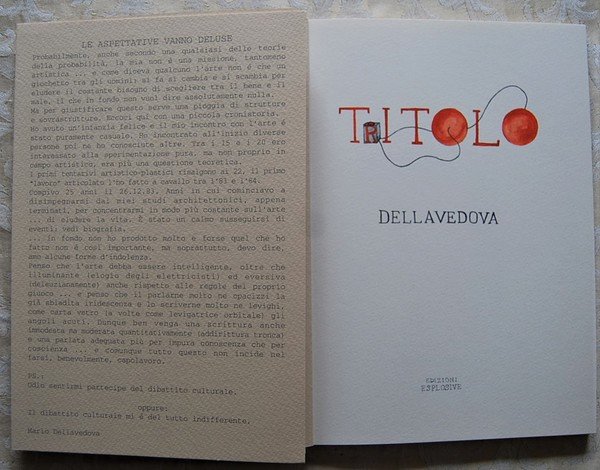 LE ASPETTATIVE VANNO DELUSE
Probabilmente, anche secondo una qualsiasi delle teorie
della probabilità, la mia non è una missione, tantomeno
artistica ... e come diceva qualcuno l'arte non é che un
giochetto tra gli uomini: si fa si cambia e si scambia per
eludere il costante bisogno di scegliere tra il bene e il
male. Il che in fondo non vuol dire assolutamente nulla.
Ma per giustificare questo serve una pioggia di strutture
e sovrastrutture. Eccovi qui con una piccola cronistoria.
Ho avuto un'infanzia felice e il mio incontro con l'arte é
stato puramente casuale. Ho incontrato all'inizio diverse
persone poi ne ho conosciute altre. Tra i 15 e i 20 ero
interessato alla sperimentazione pura, ma non proprio in
campo artistico, era più una questione teoretica.
I primi tentativi artistico-plastici risalgono ai 22, il primo
"lavoro" articolato l'ho fatto a cavallo tra l'83 e l'84.
Compivo 25 anni il 26.12.83. Anni in cui cominciavo a
disimpegnarmi dai miei studi architettonici, appena
terminati, per concentrarmi in modo più costante sull'arte
... di eludere la vita. È stato un calmo susseguirsi di
eventi: vedi biografia.
... in fondo non ho prodotto molto e forse quel che ho
fatto non é così importante, ma soprattutto, devo dire,
amo alcune forme d'indolenza.
Penso che l'arte debba essere intelligente, oltre che
illuminante (elogio degli elettricisti) ed eversiva
(deleuzianamente) anche rispetto alle regole del proprio
giuoco ... e penso che il parlarne molto ne opacizzi la
già sbiadita iridescenza e lo scriverne molto ne levighi,
come carta vetro (a volte come levigatrice orbitale) gli
angoli acuti. Dunque ben venga una scrittura anche
immodesta ma moderata quantitativamente (addirittura tronca)
e una parlata adeguata più per impura conoscenza che per
coscienza ... e comunque tutto questo non incide nel
farsi, benevolmente, capolavoro.
PS.:
Odio sentirmi partecipe del dibattito culturale.
oppure:
Il dibattito culturale mi é del tutto indifferente.
Mario Dellavedova
TRITOLO
DELLAVEDOVA
EDIZIONI
ESPLOSIVE